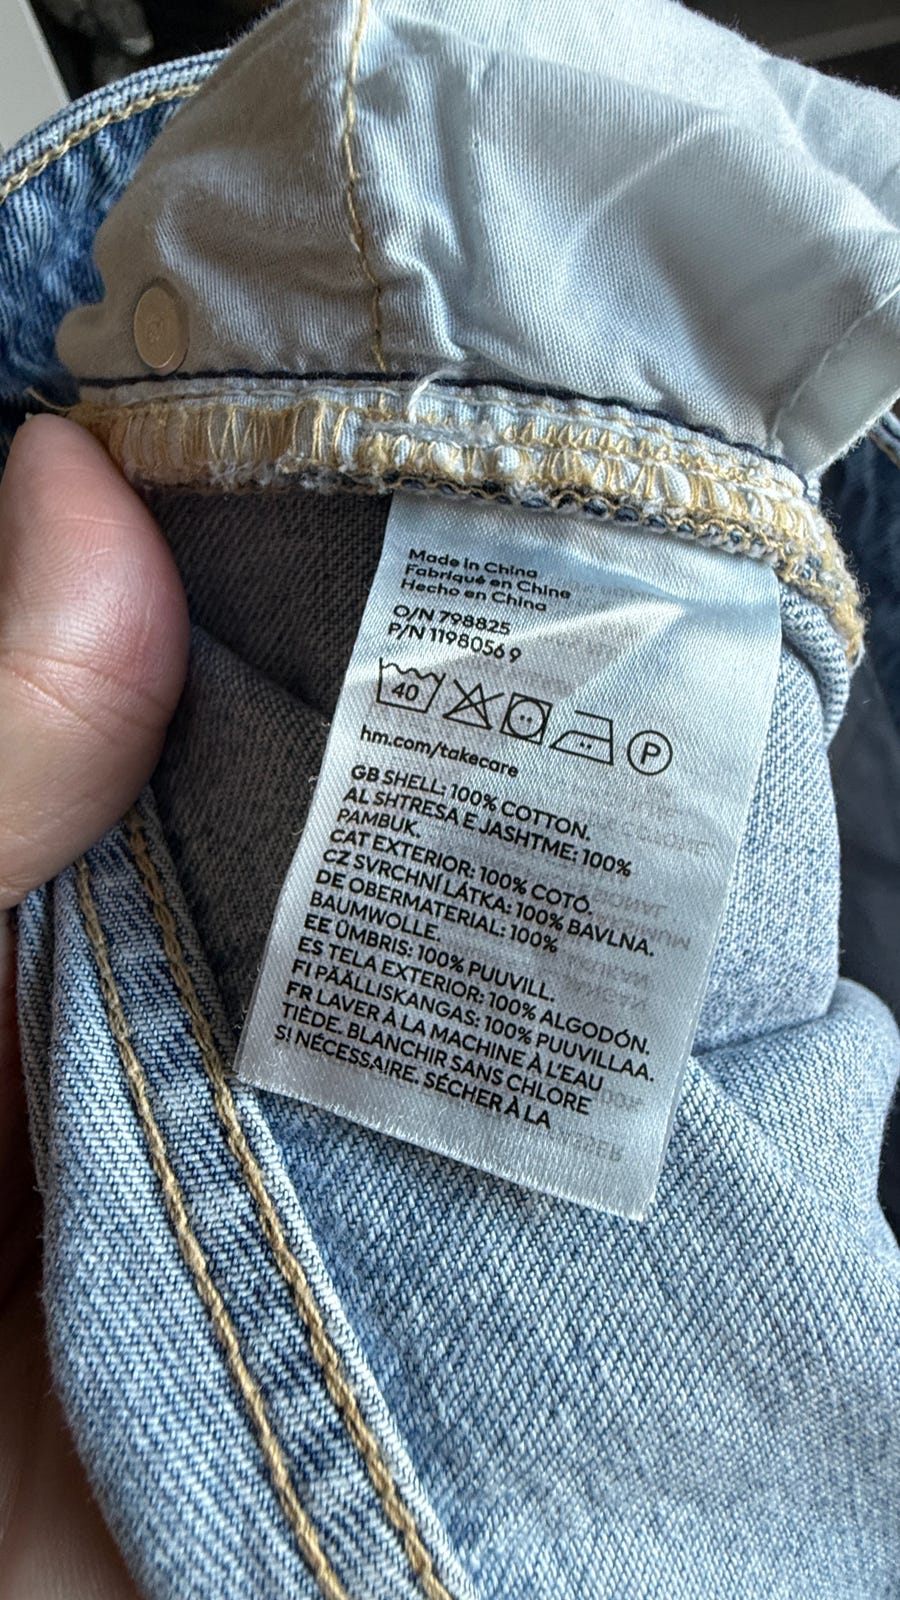 Made in China
Fabriqué en Chine
Hecho en China
O/N 798825
P/N 1198056 9
40
P
hm.com/takecare
GB SHELL: 100% COTTON.
AL SHTRESA E JASHTME: 100%
PAMBUK.
CAT EXTERIOR: 100% COTÓ.
CZ SVRCHNÍ LÁTKA: 100% BAVLNA.
DE OBERMATERIAL: 100%
BAUMWOLLE.
EE ÜMBRIS: 100% PUUVILL.
ES TELA EXTERIOR: 100% ALGODÓN.
FI PÄÄLLISKANGAS: 100% PUUVILLAA.
FR LAVER À LA MACHINE À L'EAU
TIÈDE. BLANCHIR SANS CHLORE
SI NÉCESSAIRE. SÉCHER À LA